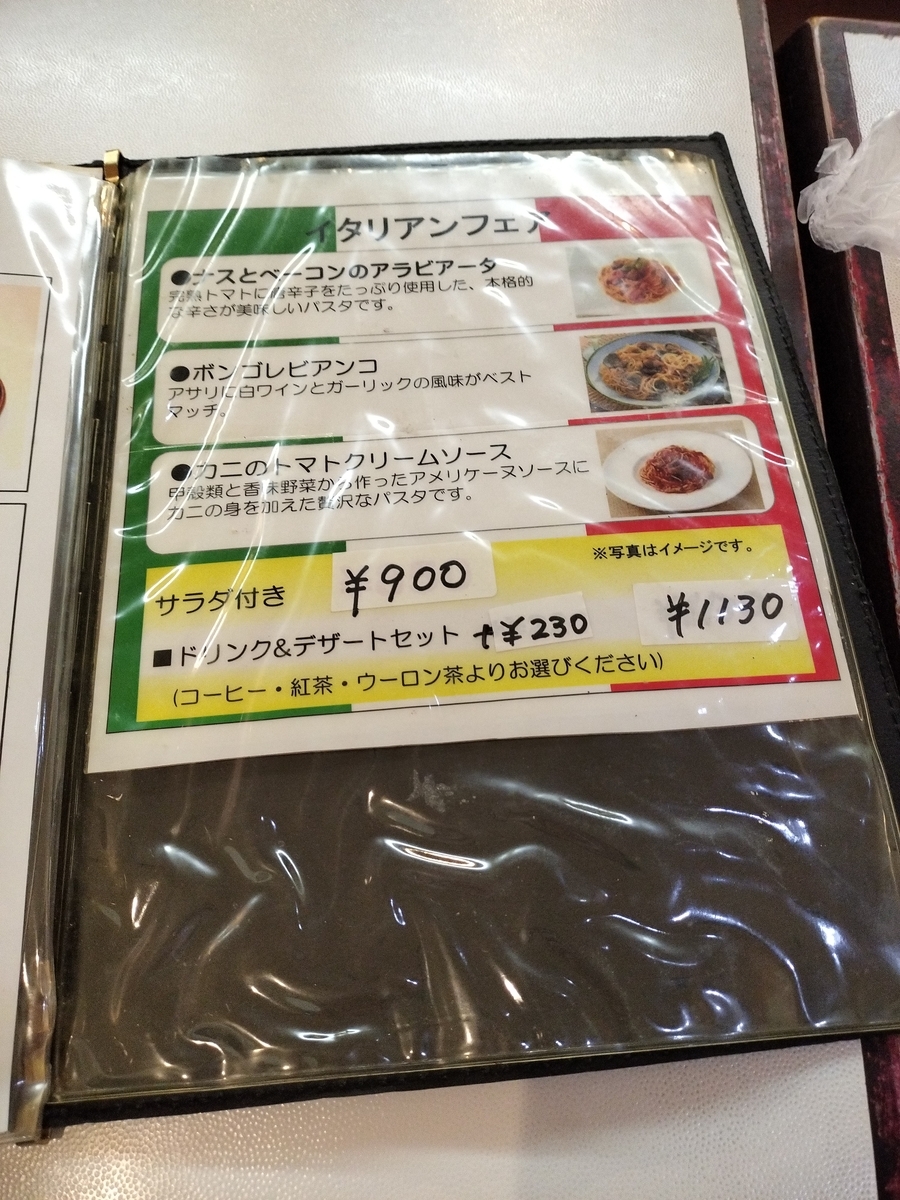 イタリアンフェア
●ナスとベーコンのアラビアータ
完熟トマトに唐辛子をたっぷり使用した、本格的
な辛さが美味しいパスタです。
●ボンゴレビアンコ
アサリに白ワインとガーリックの風味がベスト
マッチ。
●カニのトマトクリームソース
甲殻類と香味野菜から作ったアメリケーヌソースに
カニの身を加えた贅沢なパスタです。
※写真はイメージです。
サラダ付き ¥900
■ドリンク&デザートセット +¥230 ¥1130
(コーヒー・紅茶・ウーロン茶よりお選びください)